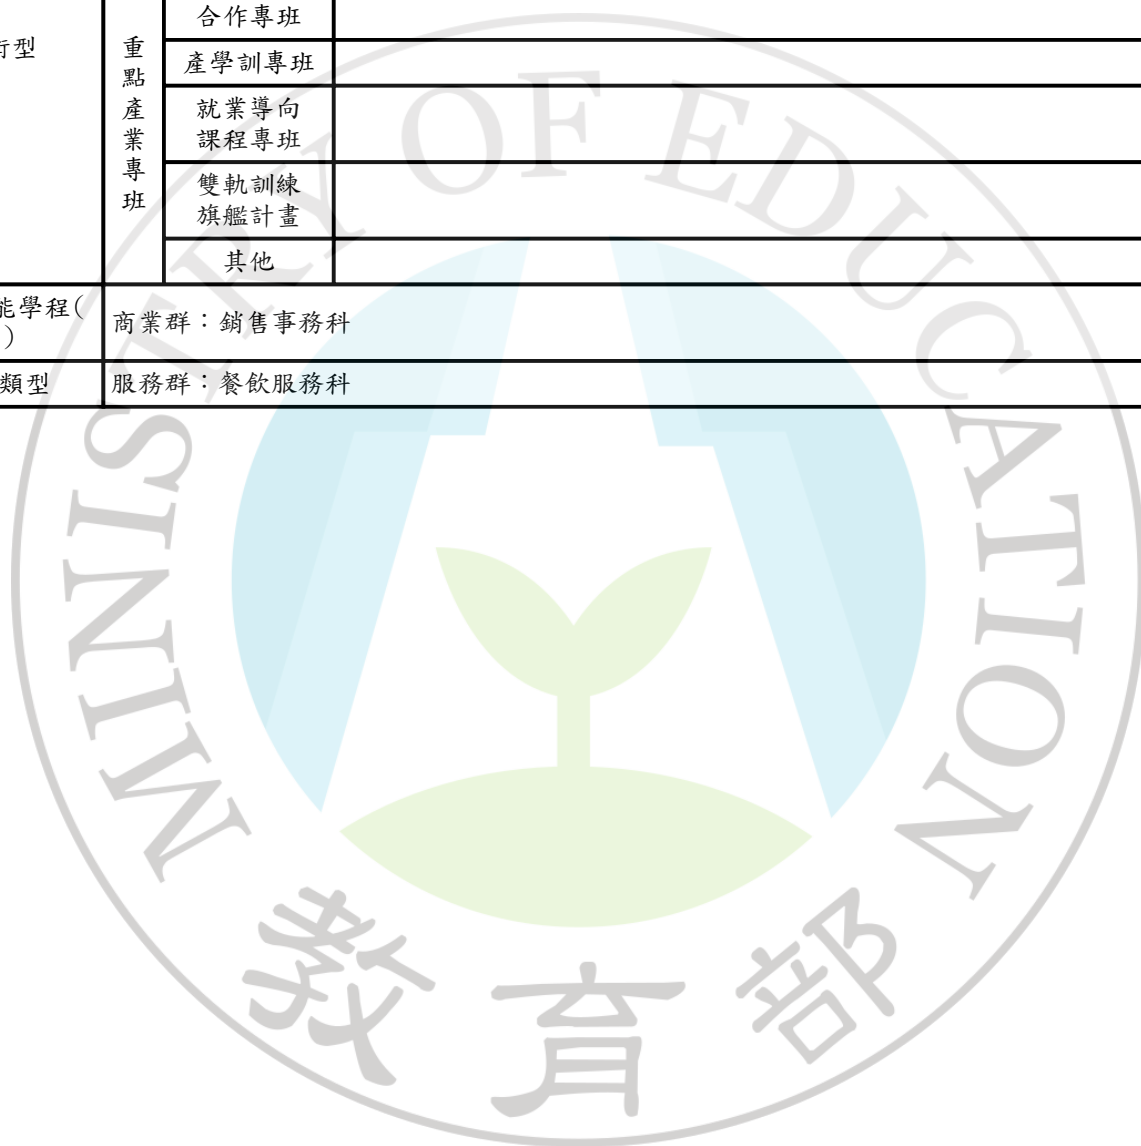 合作專班
術型
重點產業專班
產學訓專班
就業導向
課程專班
雙軌訓練
旗艦計畫
其他
能學程(
)
商業群：銷售事務科
類型
服務群：餐飲服務科
MINISTRY OF EDUCATION
教育部